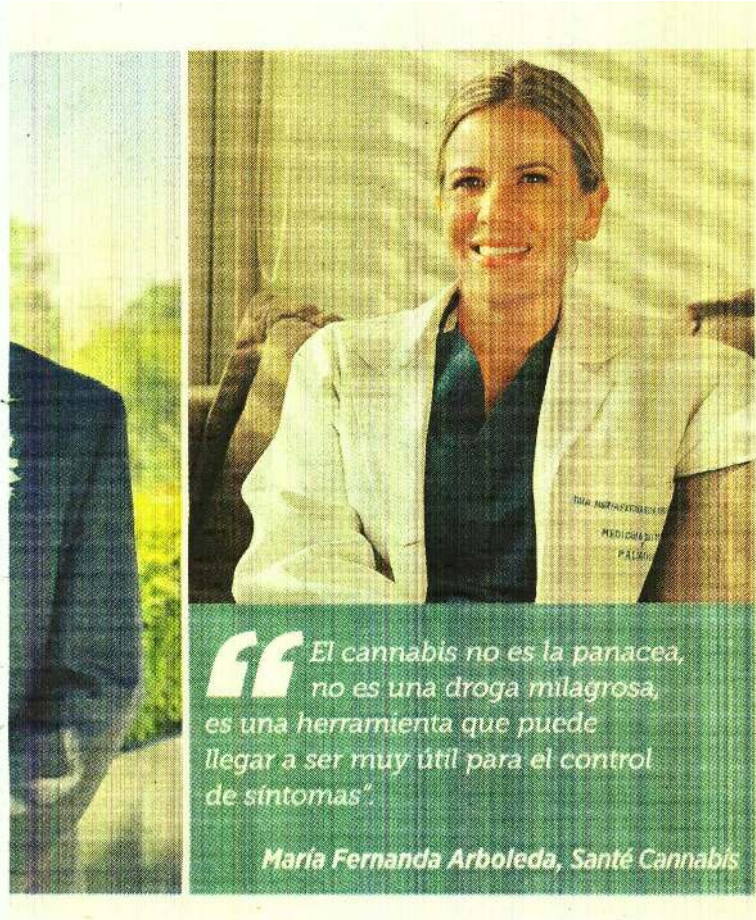 El cannabis no es la panacea,
no es una droga milagrosa,
es una herramienta que puede
llegar a ser muy útil para el control
de síntomas”.
María Fernanda Arboleda, Santé Cannabis